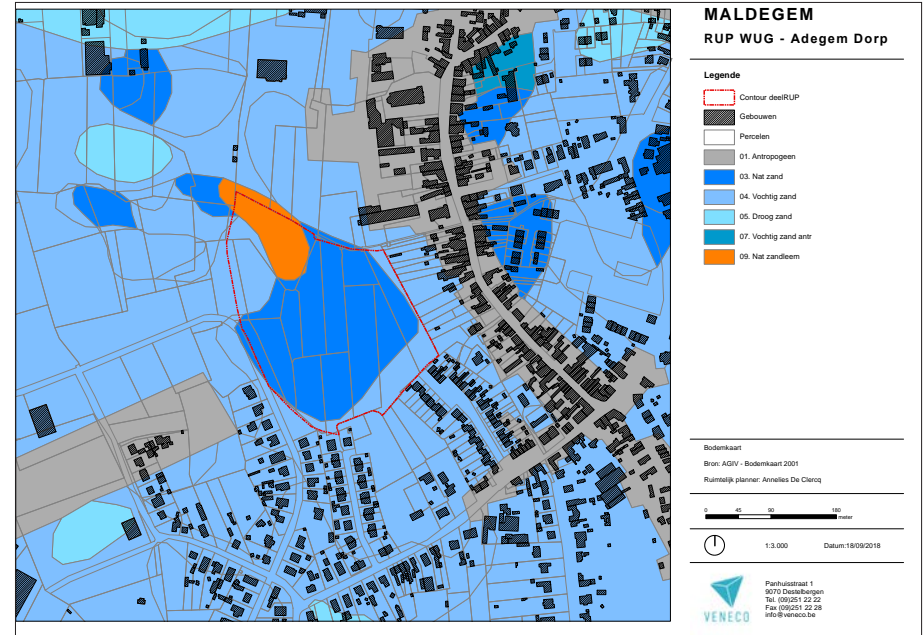 MALDEGEM
RUP WUG - Adegem Dorp
Legende
Contour deelRUP
Gebouwen
Percelen
01. Antropogeen
03. Nat zand
04. Vochtig zand
05. Droog zand
07. Vochtig zand antr
09. Nat zandleem
Bodemkaart
Bron: AGIV - Bodemkaart 2001
Ruimtelijk planner: Annelies De Clercq
0 45 90 180
meter
1:3.000 Datum:18/09/2018
Panhuisstraat 1
9070 Destelbergen
Tel. (09)251 22 22
Fax (09)251 22 28
info@veneco.be
VENECO